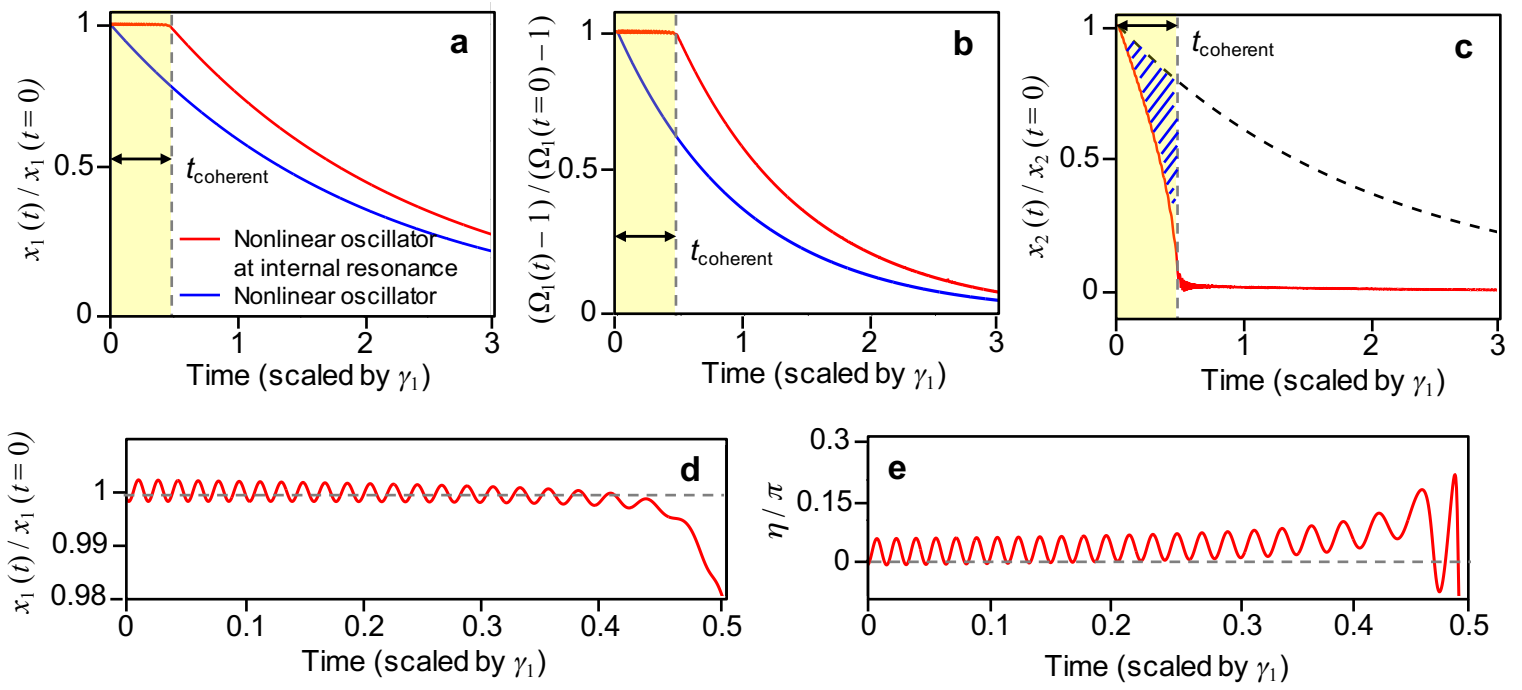 a
1
0.5
0
x₁ (t) / x₁ (t = 0)
t coherent
Nonlinear oscillator
at internal resonance
Nonlinear oscillator
0 1 2 3
Time (scaled by γ₁)
b
1
0.5
0
(Ω₁(t) − 1) / (Ω₁(t = 0) − 1)
t coherent
0 1 2 3
Time (scaled by γ₁)
c
1
0.5
0
x₂ (t) / x₂ (t = 0)
t coherent
0 1 2 3
Time (scaled by γ₁)
d
1
0.99
0.98
x₁ (t) / x₁ (t = 0)
0 0.1 0.2 0.3 0.4 0.5
Time (scaled by γ₁)
e
0.3
0.15
0
η / π
0 0.1 0.2 0.3 0.4 0.5
Time (scaled by γ₁)